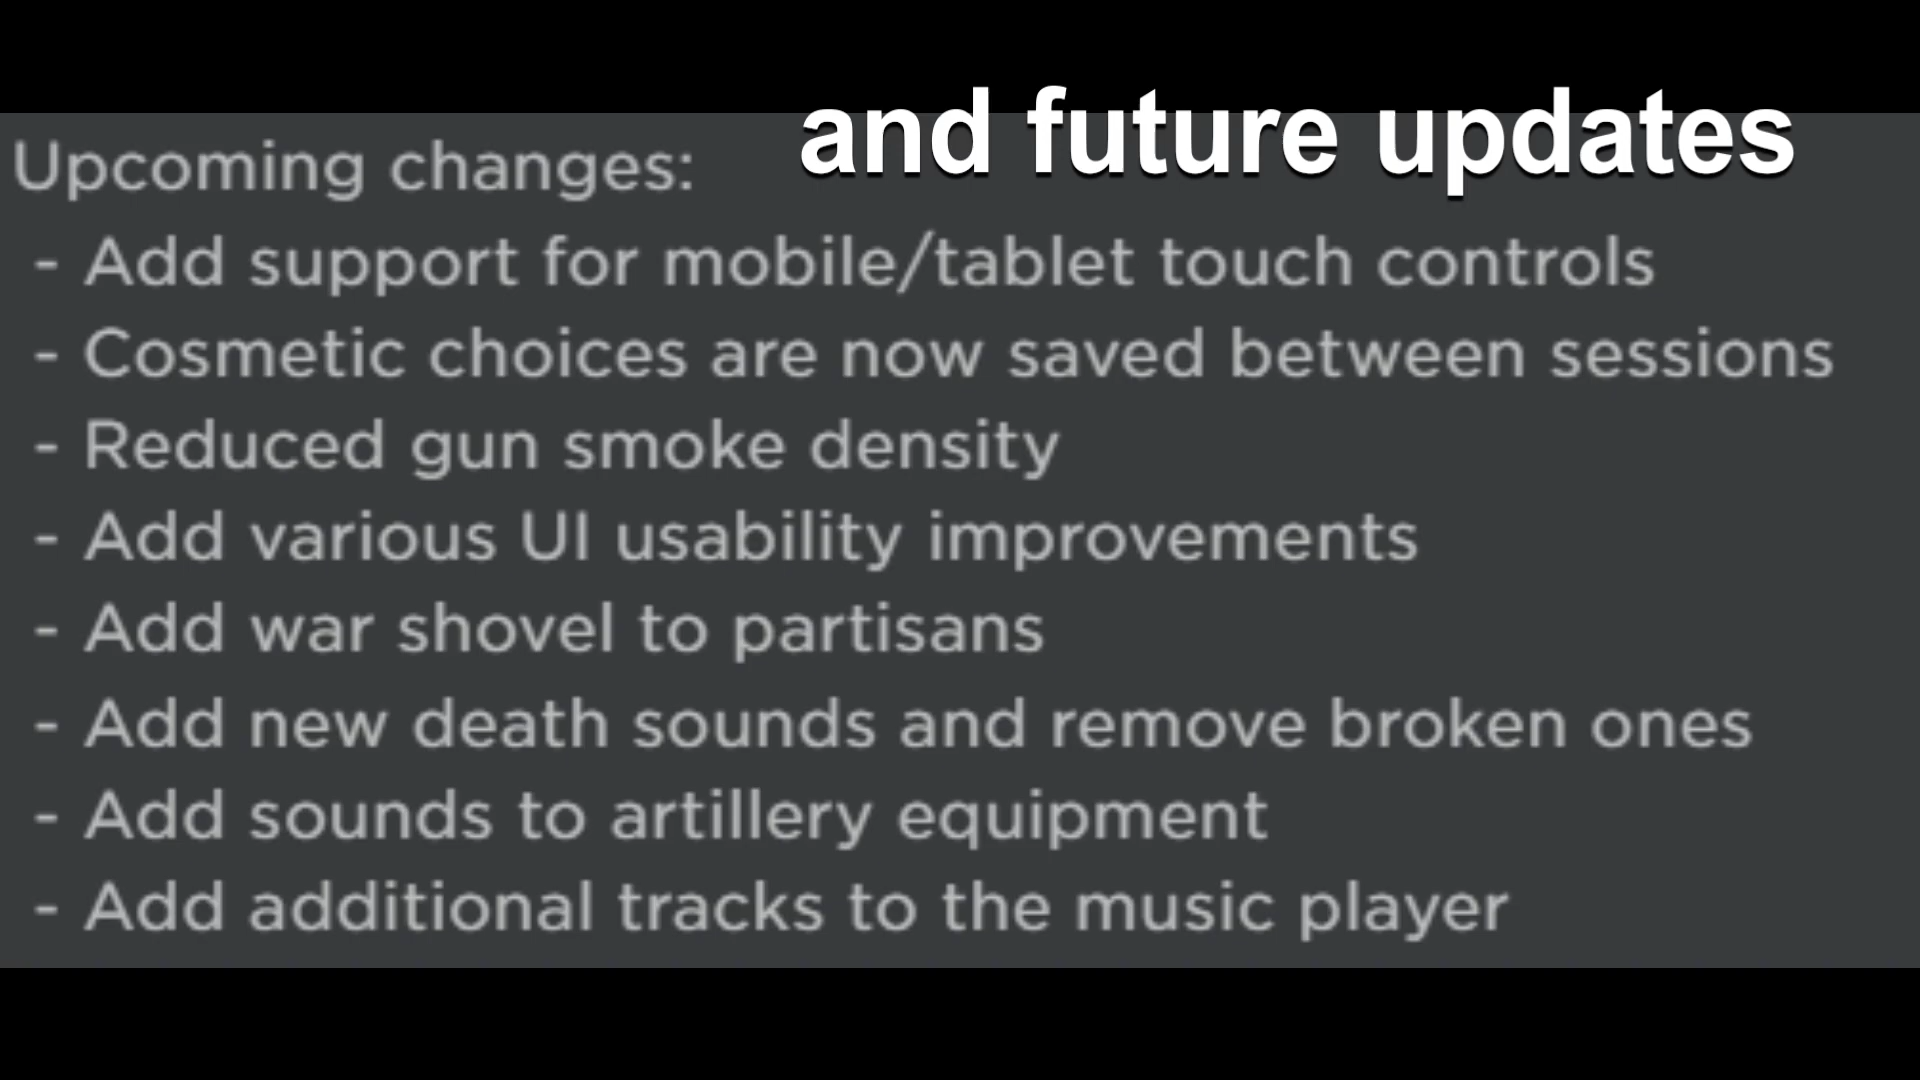 and future updates
Upcoming changes:
- Add support for mobile/tablet touch controls
- Cosmetic choices are now saved between sessions
- Reduced gun smoke density
- Add various UI usability improvements
- Add war shovel to partisans
- Add new death sounds and remove broken ones
- Add sounds to artillery equipment
- Add additional tracks to the music player